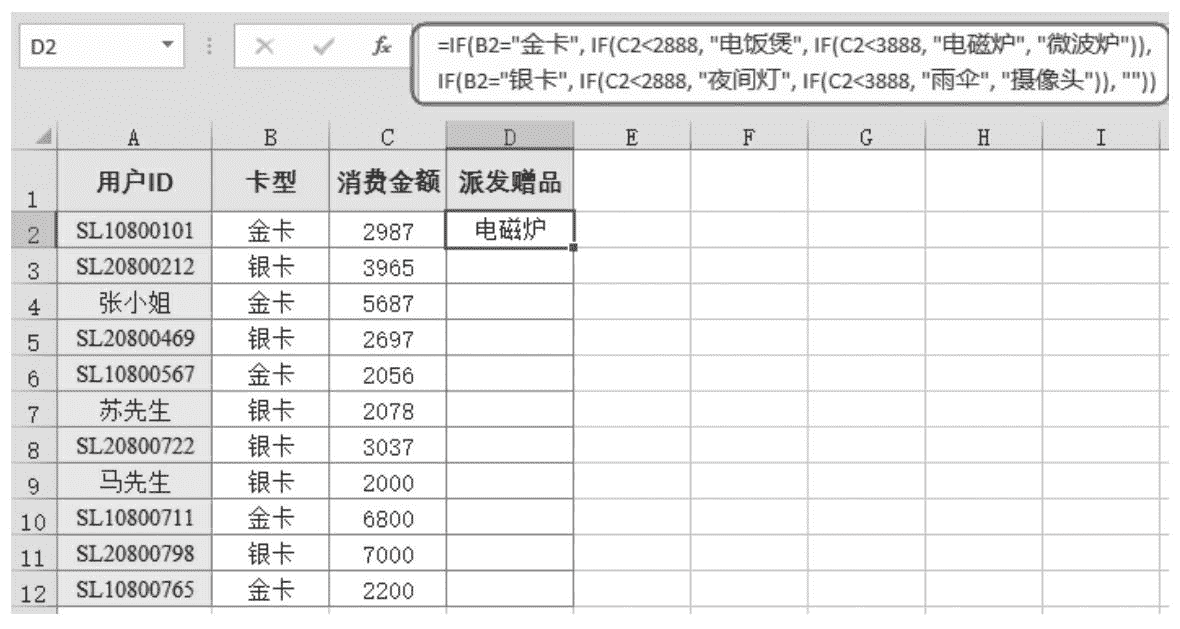 D2 fx =IF(B2="金卡", IF(C2<2888, "电饭煲", IF(C2<3888, "电磁炉", "微波炉")),
IF(B2="银卡", IF(C2<2888, "夜间灯", IF(C2<3888, "雨伞", "摄像头")), ""))
A B C D E F G H I
1 用户ID 卡型 消费金额 派发赠品
2 SL10800101 金卡 2987 电磁炉
3 SL20800212 银卡 3965
4 张小姐 金卡 5687
5 SL20800469 银卡 2697
6 SL10800567 金卡 2056
7 苏先生 银卡 2078
8 SL20800722 银卡 3037
9 马先生 银卡 2000
10 SL10800711 金卡 6800
11 SL20800798 银卡 7000
12 SL10800765 金卡 2200